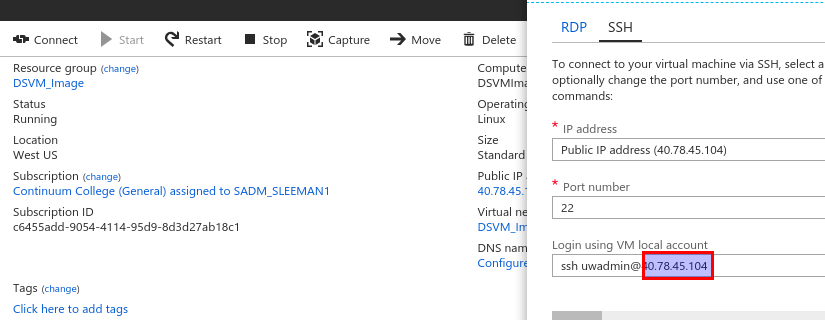 Connect Start Restart Stop Capture Move Delete
Resource group (change)
DSVM_Image
Status
Running
Location
West US
Subscription (change)
Continuum College (General) assigned to SADM_SLEEMAN1
Subscription ID
c6455add-9054-4114-95d9-8d3d27ab18c1
Tags (change)
Click here to add tags
Compute
DSVMIma
Operating
Linux
Size
Standard
Public IP
40.78.45.1
Virtual ne
DSVM_Im
DNS nam
Configure
RDP SSH
To connect to your virtual machine via SSH, select a
optionally change the port number, and use one of
commands:
* IP address
Public IP address (40.78.45.104)
* Port number
22
Login using VM local account
ssh uwadmin@40.78.45.104